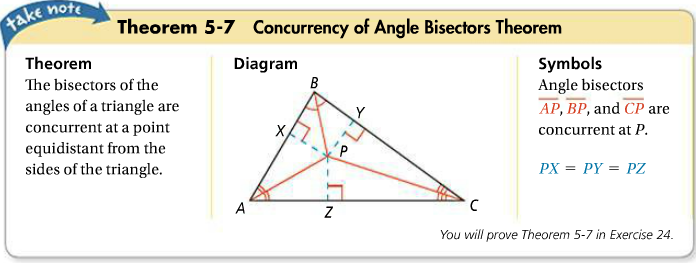 take note
Theorem 5-7 Concurrency of Angle Bisectors Theorem
Theorem
The bisectors of the
angles of a triangle are
concurrent at a point
equidistant from the
sides of the triangle.
Diagram
B
Y
X
P
A
Z
C
Symbols
Angle bisectors
AP, BP, and CP are
concurrent at P.
PX = PY = PZ
You will prove Theorem 5-7 in Exercise 24.